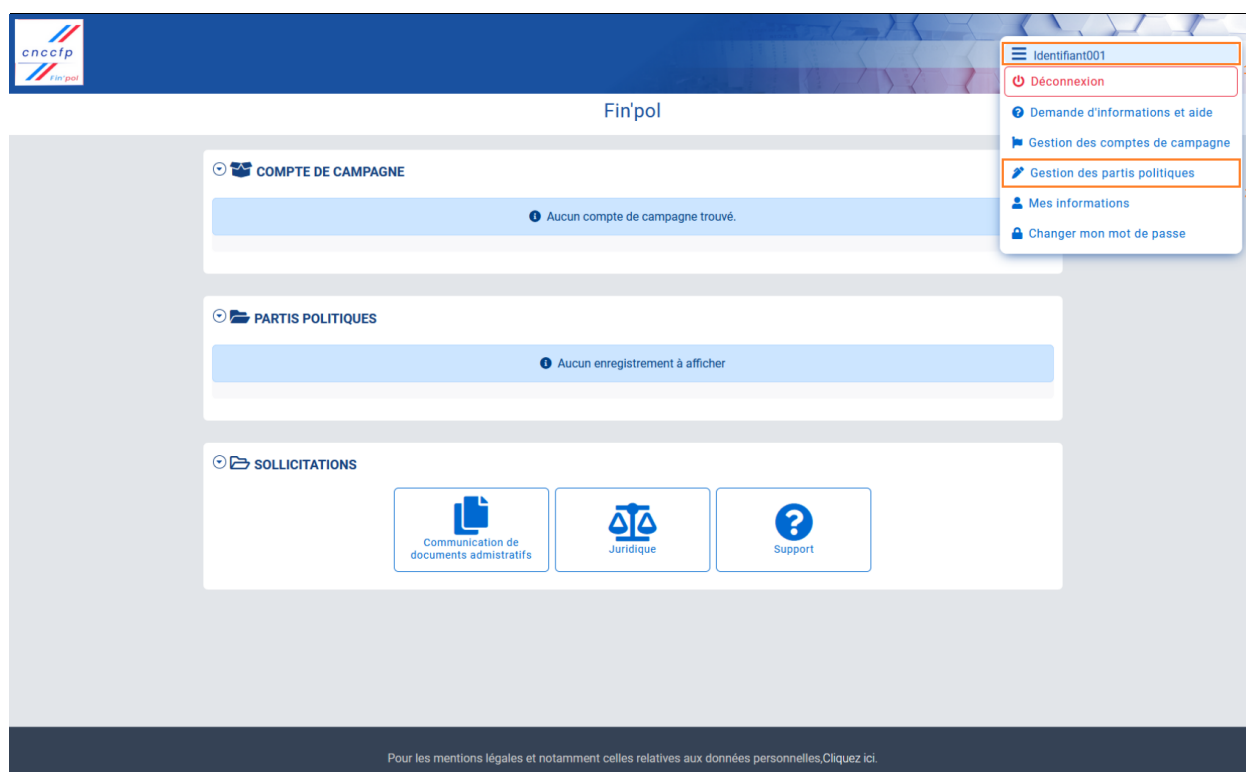 cnccfp
Fin'pol
Identifiant001
Déconnexion
Demande d'informations et aide
Gestion des comptes de campagne
Gestion des partis politiques
Mes informations
Changer mon mot de passe
Fin'pol
COMPTE DE CAMPAGNE
Aucun compte de campagne trouvé.
PARTIS POLITIQUES
Aucun enregistrement à afficher
SOLLICITATIONS
Communication de
documents admistratifs
Juridique
Support
Pour les mentions légales et notamment celles relatives aux données personnelles,Cliquez ici.